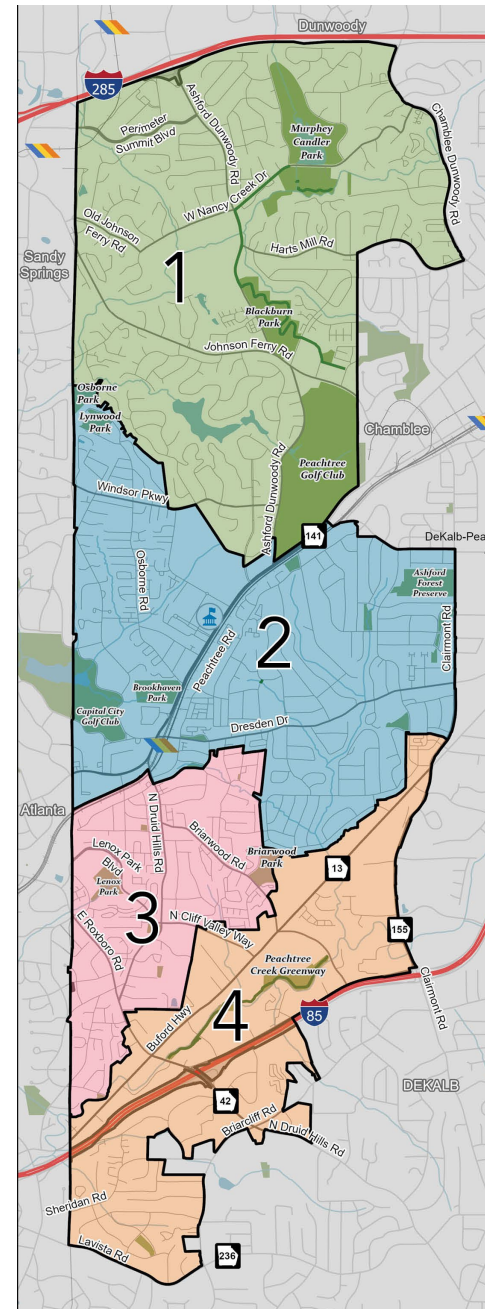 Dunwoody
285
Perimeter
Summit Blvd
Ashford Dunwoody Rd
Murphey
Candler
Park
Chamblee Dunwoody Rd
W Nancy Creek Dr
Old Johnson
Ferry Rd
Harts Mill Rd
Sandy
Springs
1
Blackburn
Park
Johnson Ferry Rd
Osborne
Park
Lynwood
Park
Chamblee
Ashford Dunwoody Rd
Peachtree
Golf Club
Windsor Pkwy
141
DeKalb-Pea
Osborne Rd
Ashford
Forest
Preserve
Peachtree Rd
2
Clairmont Rd
Brookhaven
Park
Capital City
Golf Club
Dresden Dr
Atlanta
N Druid Hills Rd
Briarwood Rd
Lenox Park
Blvd
Briarwood
Park
13
Lenox
Park
3
N Cliff Valley Way
E Roxboro Rd
155
Peachtree
Creek Greenway
Clairmont Rd
4
Buford Hwy
85
DEKALB
42
Briarcliff Rd
N Druid Hills Rd
Sheridan Rd
Lavista Rd
236